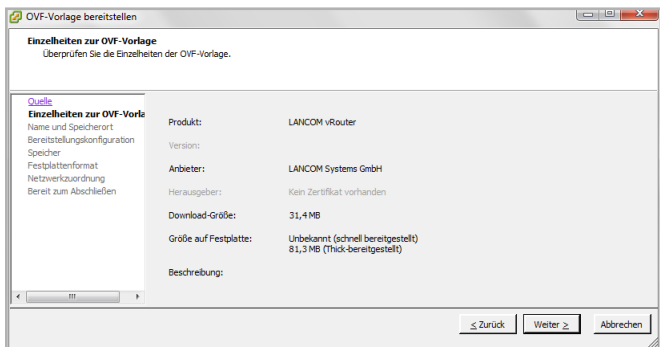 OVF-Vorlage bereitstellen
Einzelheiten zur OVF-Vorlage
Überprüfen Sie die Einzelheiten der OVF-Vorlage.
Quelle
Einzelheiten zur OVF-Vorla
Name und Speicherort
Bereitstellungskonfiguration
Speicher
Festplattenformat
Netzwerkzuordnung
Bereit zum Abschließen
Produkt: LANCOM vRouter
Version:
Anbieter: LANCOM Systems GmbH
Herausgeber: Kein Zertifikat vorhanden
Download-Größe: 31,4 MB
Größe auf Festplatte: Unbekannt (schnell bereitgestellt)
81,3 MB (Thick-bereitgestellt)
Beschreibung:
< Zurück Weiter > Abbrechen